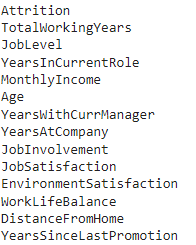 Attrition
TotalWorkingYears
JobLevel
YearsInCurrentRole
MonthlyIncome
Age
YearsWithCurrManager
YearsAtCompany
JobInvolvement
JobSatisfaction
EnvironmentSatisfaction
WorkLifeBalance
DistanceFromHome
YearsSinceLastPromotion